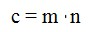 c = m · n